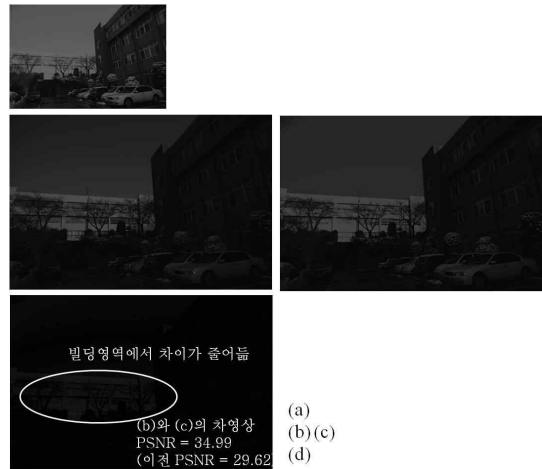 빌딩영역에서 차이가 줄어듦
(b)와 (c)의 차영상
PSNR = 34.99
(이전 PSNR = 29.62)
(a)
(b) (c)
(d)